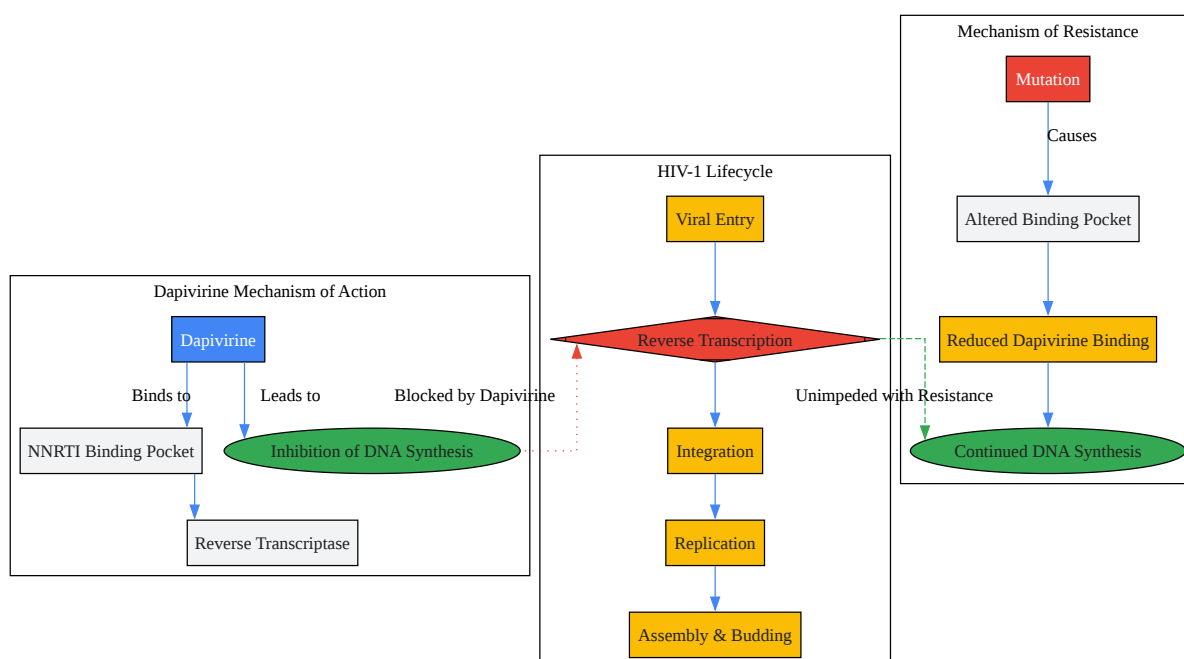 Mechanism of Resistance
Mutation
Causes
HIV-1 Lifecycle
Viral Entry
Altered Binding Pocket
Dapivirine Mechanism of Action
Dapivirine
Reverse Transcription
Reduced Dapivirine Binding
Binds to
Leads to
Blocked by Dapivirine
Unimpeded with Resistance
NNRTI Binding Pocket
Inhibition of DNA Synthesis
Integration
Continued DNA Synthesis
Reverse Transcriptase
Replication
Assembly & Budding